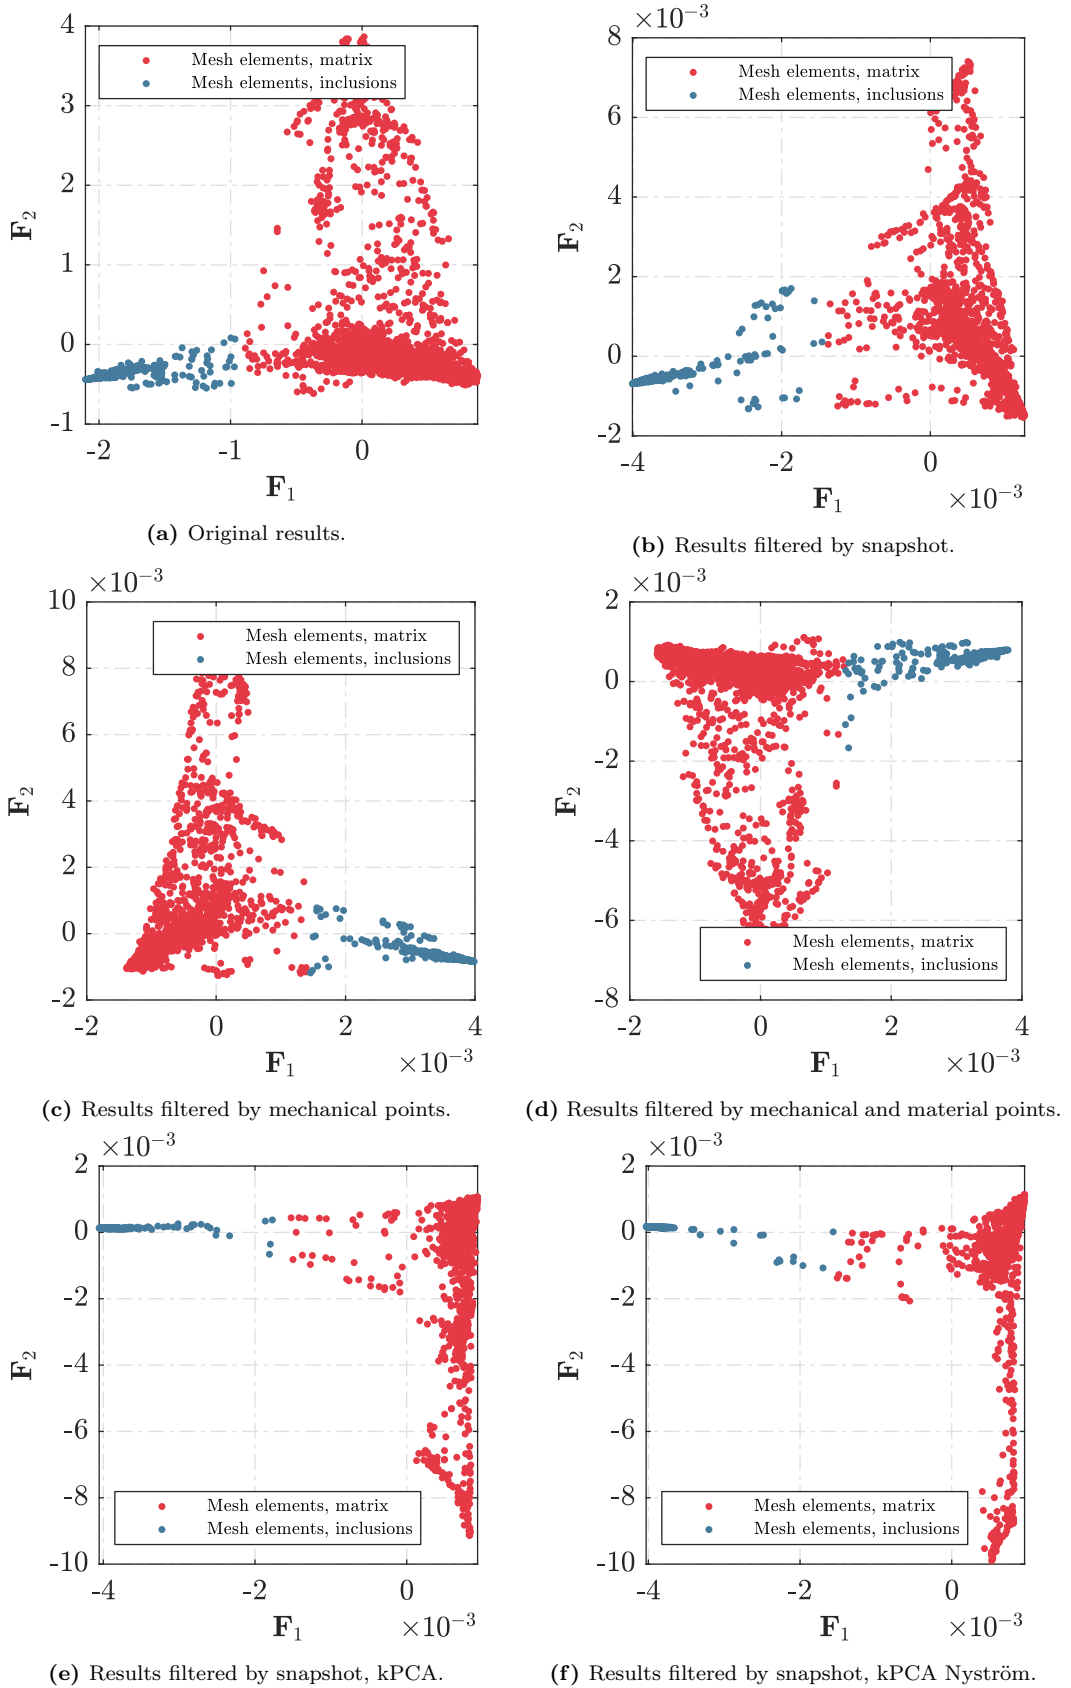 4
3
2
1
0
-1
-2
-1
0
F₂
F₁
Mesh elements, matrix
Mesh elements, inclusions
(a) Original results.
×10⁻³
8
6
4
2
0
-2
-4
-2
0
F₂
F₁
×10⁻³
Mesh elements, matrix
Mesh elements, inclusions
(b) Results filtered by snapshot.
×10⁻³
10
8
6
4
2
0
-2
-2
0
2
4
F₂
F₁
×10⁻³
Mesh elements, matrix
Mesh elements, inclusions
(c) Results filtered by mechanical points.
×10⁻³
2
0
-2
-4
-6
-8
-2
0
2
4
F₂
F₁
×10⁻³
Mesh elements, matrix
Mesh elements, inclusions
(d) Results filtered by mechanical and material points.
×10⁻³
2
0
-2
-4
-6
-8
-10
-4
-2
0
F₂
F₁
×10⁻³
Mesh elements, matrix
Mesh elements, inclusions
(e) Results filtered by snapshot, kPCA.
×10⁻³
2
0
-2
-4
-6
-8
-10
-4
-2
0
F₂
F₁
×10⁻³
Mesh elements, matrix
Mesh elements, inclusions
(f) Results filtered by snapshot, kPCA Nyström.